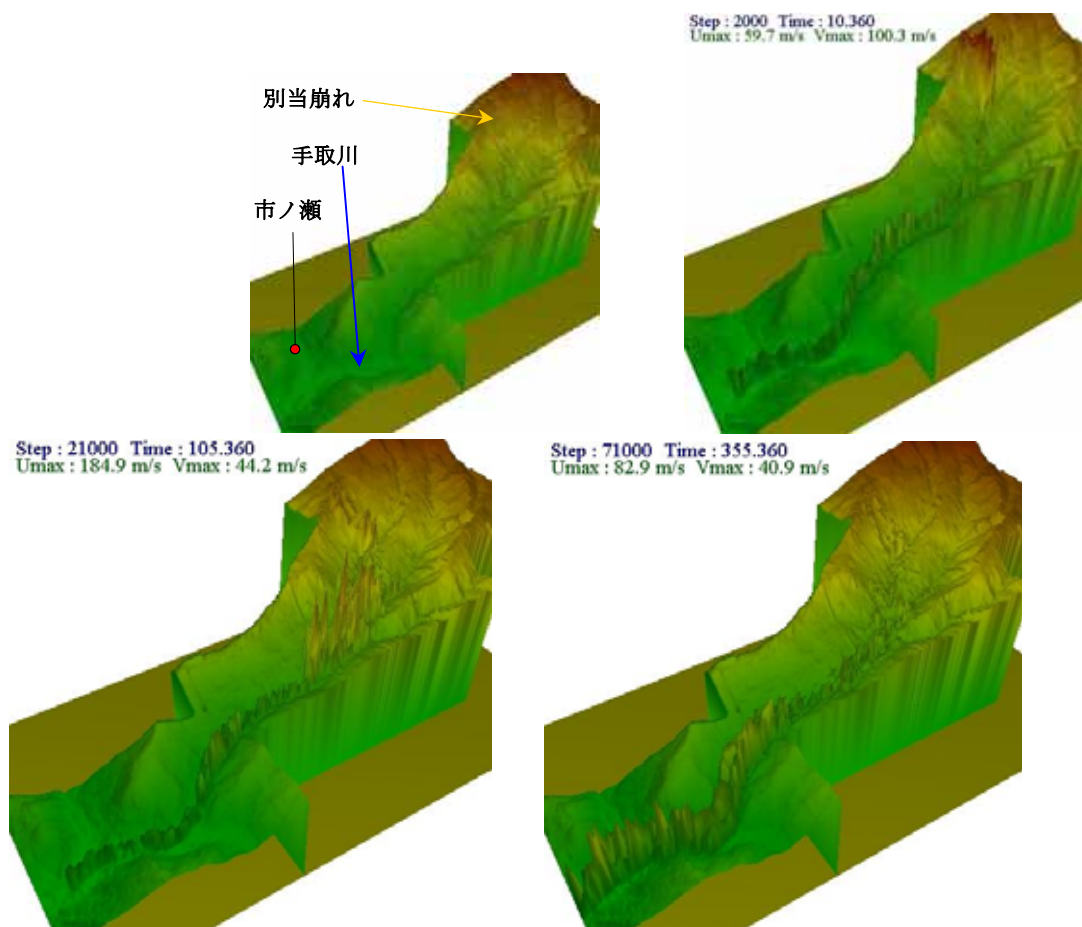 別当崩れ
手取川
市ノ瀬
Step : 2000 Time : 10.360
Umax : 59.7 m/s Vmax : 100.3 m/s
Step : 21000 Time : 105.360
Umax : 184.9 m/s Vmax : 44.2 m/s
Step : 71000 Time : 355.360
Umax : 82.9 m/s Vmax : 40.9 m/s